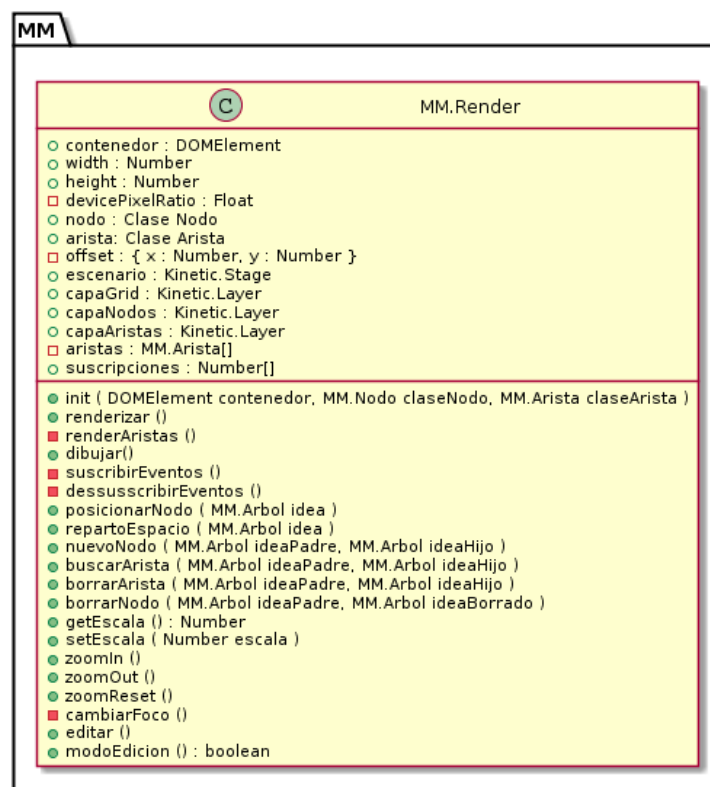 MM
C MM.Render
contenedor : DOMElement
width : Number
height : Number
devicePixelRatio : Float
nodo : Clase Nodo
arista: Clase Arista
offset : { x : Number, y : Number }
escenario : Kinetic.Stage
capaGrid : Kinetic.Layer
capaNodos : Kinetic.Layer
capaAristas : Kinetic.Layer
aristas : MM.Arista[]
suscripciones : Number[]
init ( DOMElement contenedor, MM.Nodo claseNodo, MM.Arista claseArista )
renderizar ()
renderAristas ()
dibujar()
suscribirEventos ()
dessusscribirEventos ()
posicionarNodo ( MM.Arbol idea )
repartoEspacio ( MM.Arbol idea )
nuevoNodo ( MM.Arbol ideaPadre, MM.Arbol ideaHijo )
buscarArista ( MM.Arbol ideaPadre, MM.Arbol ideaHijo )
borrarArista ( MM.Arbol ideaPadre, MM.Arbol ideaHijo )
borrarNodo ( MM.Arbol ideaPadre, MM.Arbol ideaBorrado )
getEscala () : Number
setEscala ( Number escala )
zoomIn ()
zoomOut ()
zoomReset ()
cambiarFoco ()
editar ()
modoEdicion () : boolean